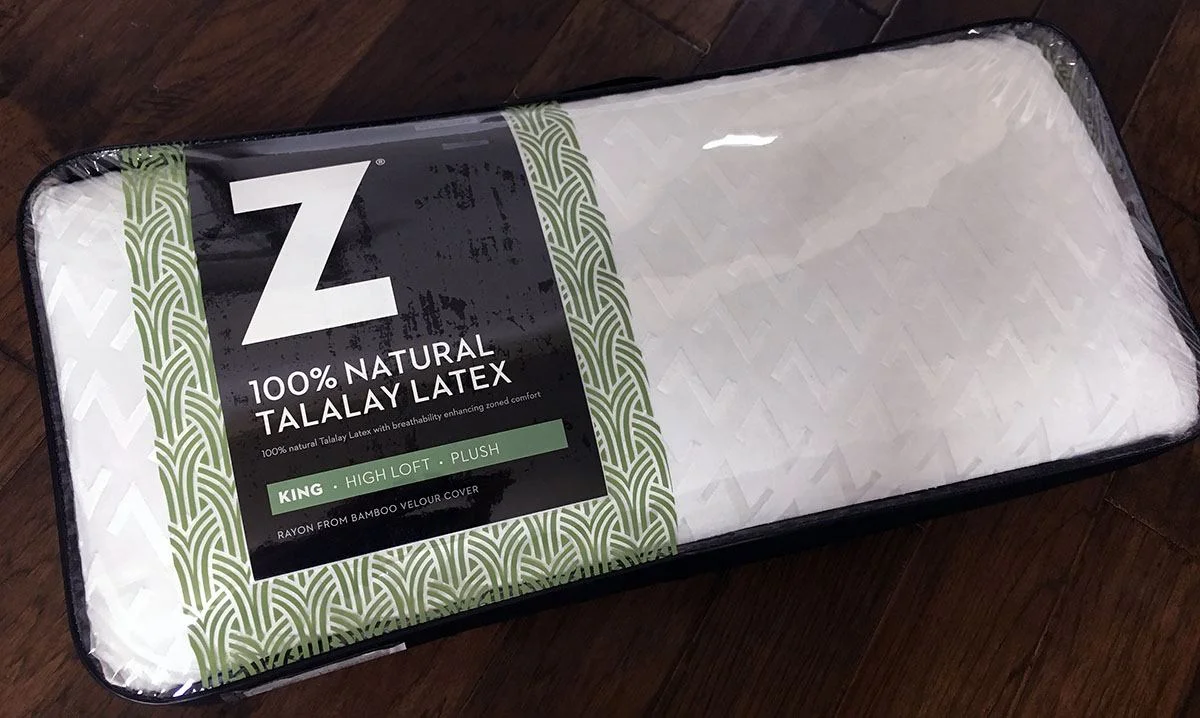 Z®
100% NATURAL
TALALAY LATEX
100% natural Talalay Latex with breathability enhancing zoned comfort
KING · HIGH LOFT · PLUSH
RAYON FROM BAMBOO VELOUR COVER